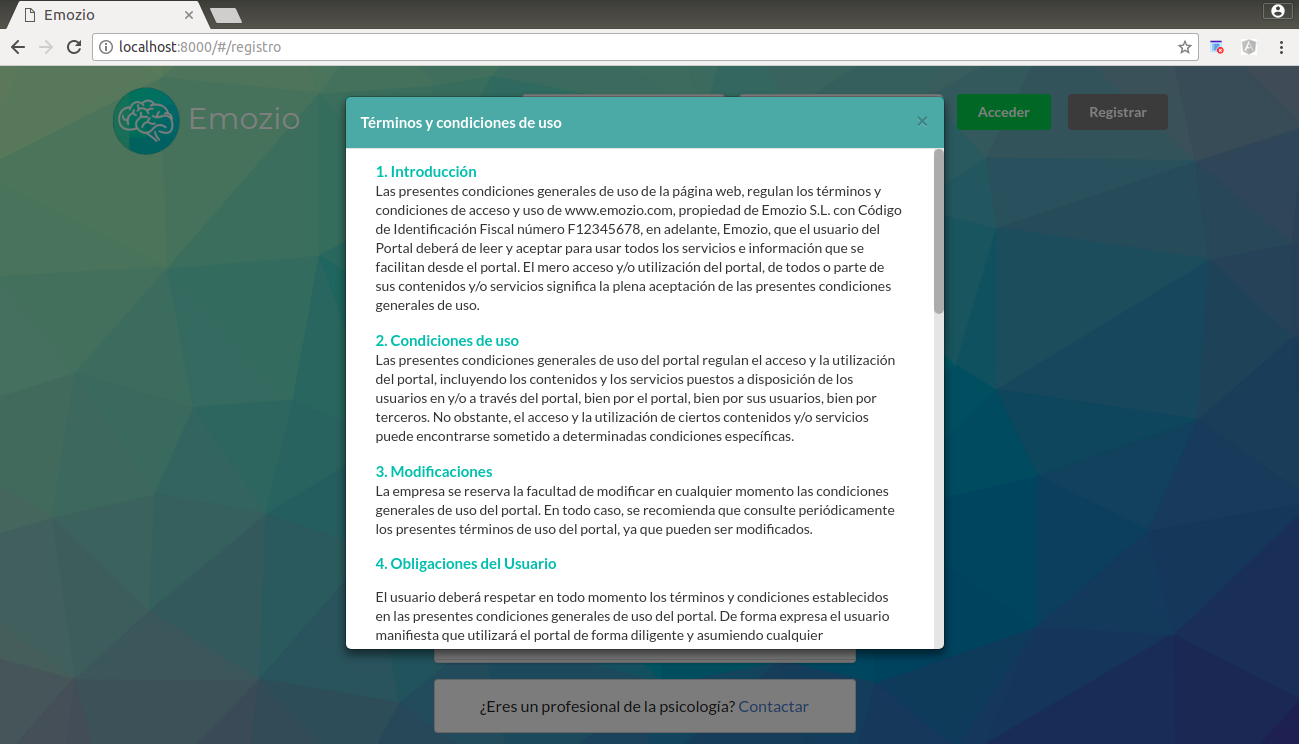 Emozio
localhost:8000/#/registro
Emozio
Acceder
Registrar
Términos y condiciones de uso
1. Introducción
Las presentes condiciones generales de uso de la página web, regulan los términos y
condiciones de acceso y uso de www.emozio.com, propiedad de Emozio S.L. con Código
de Identificación Fiscal número F12345678, en adelante, Emozio, que el usuario del
Portal deberá de leer y aceptar para usar todos los servicios e información que se
facilitan desde el portal. El mero acceso y/o utilización del portal, de todos o parte de
sus contenidos y/o servicios significa la plena aceptación de las presentes condiciones
generales de uso.
2. Condiciones de uso
Las presentes condiciones generales de uso del portal regulan el acceso y la utilización
del portal, incluyendo los contenidos y los servicios puestos a disposición de los
usuarios en y/o a través del portal, bien por el portal, bien por sus usuarios, bien por
terceros. No obstante, el acceso y la utilización de ciertos contenidos y/o servicios
puede encontrarse sometido a determinadas condiciones específicas.
3. Modificaciones
La empresa se reserva la facultad de modificar en cualquier momento las condiciones
generales de uso del portal. En todo caso, se recomienda que consulte periódicamente
los presentes términos de uso del portal, ya que pueden ser modificados.
4. Obligaciones del Usuario
El usuario deberá respetar en todo momento los términos y condiciones establecidos
en las presentes condiciones generales de uso del portal. De forma expresa el usuario
manifiesta que utilizará el portal de forma diligente y asumiendo cualquier
¿Eres un profesional de la psicología? Contactar